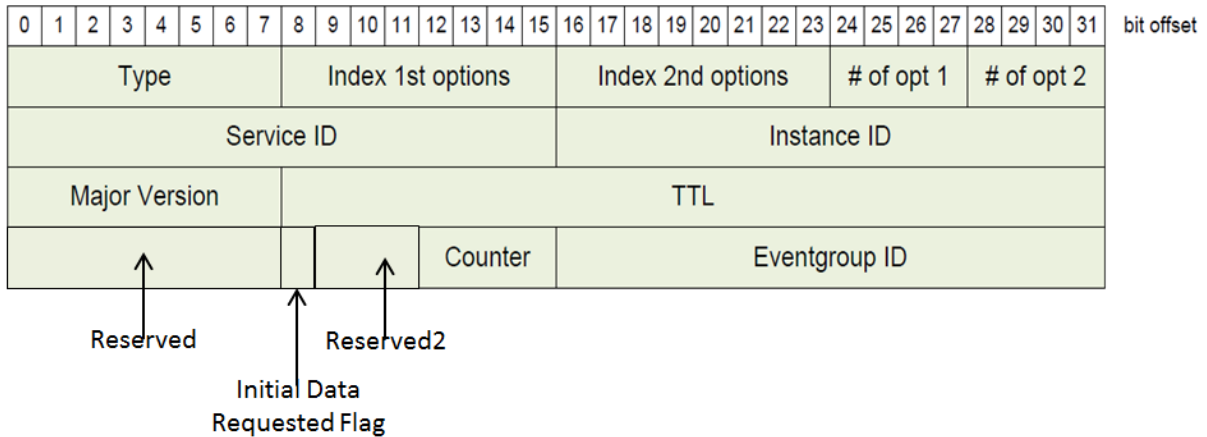 0 1 2 3 4 5 6 7 8 9 10 11 12 13 14 15 16 17 18 19 20 21 22 23 24 25 26 27 28 29 30 31 bit offset
Type Index 1st options Index 2nd options # of opt 1 # of opt 2
Service ID Instance ID
Major Version TTL
Counter Eventgroup ID
Reserved Reserved2
Initial Data
Requested Flag